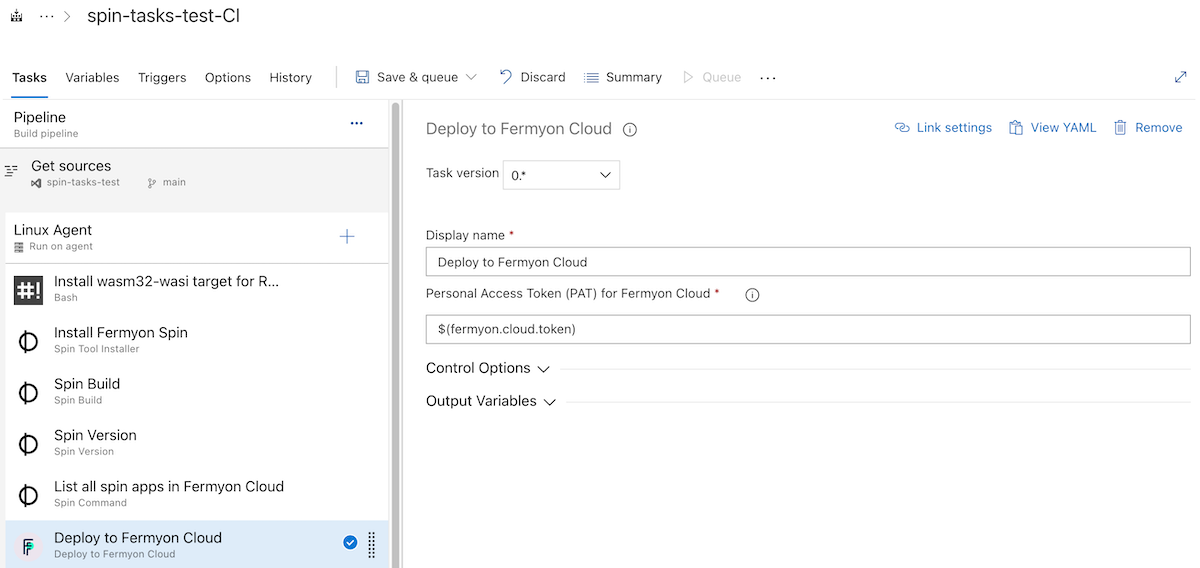 ··· > spin-tasks-test-CI
Tasks Variables Triggers Options History Save & queue Discard Summary Queue ···
Pipeline
Build pipeline
Get sources
spin-tasks-test main
Linux Agent
Run on agent
#! Install wasm32-wasi target for R...
Bash
Install Fermyon Spin
Spin Tool Installer
Spin Build
Spin Build
Spin Version
Spin Version
List all spin apps in Fermyon Cloud
Spin Command
Deploy to Fermyon Cloud
Deploy to Fermyon Cloud
Deploy to Fermyon Cloud Link settings View YAML Remove
Task version 0.*
Display name *
Deploy to Fermyon Cloud
Personal Access Token (PAT) for Fermyon Cloud *
$(fermyon.cloud.token)
Control Options
Output Variables